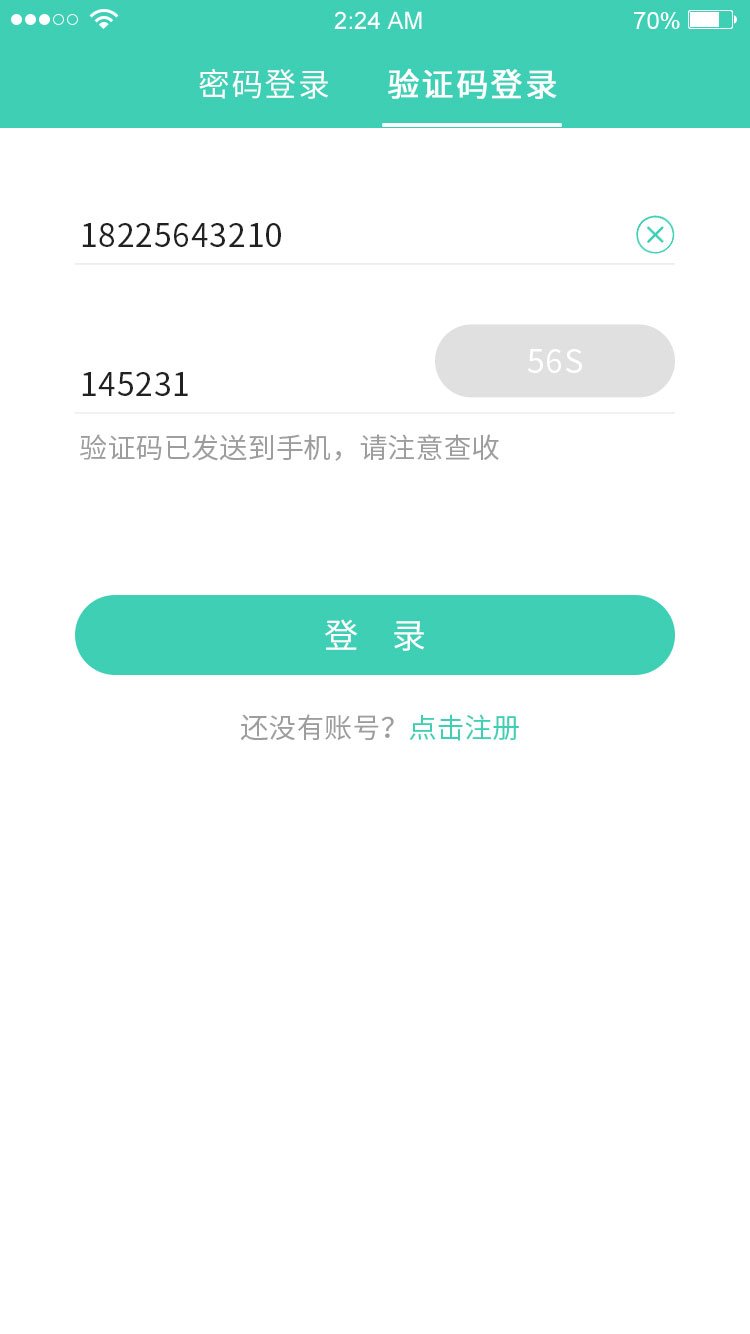 2:24 AM 70%
密码登录 验证码登录
18225643210
56S
145231
验证码已发送到手机，请注意查收
登 录
还没有账号？点击注册